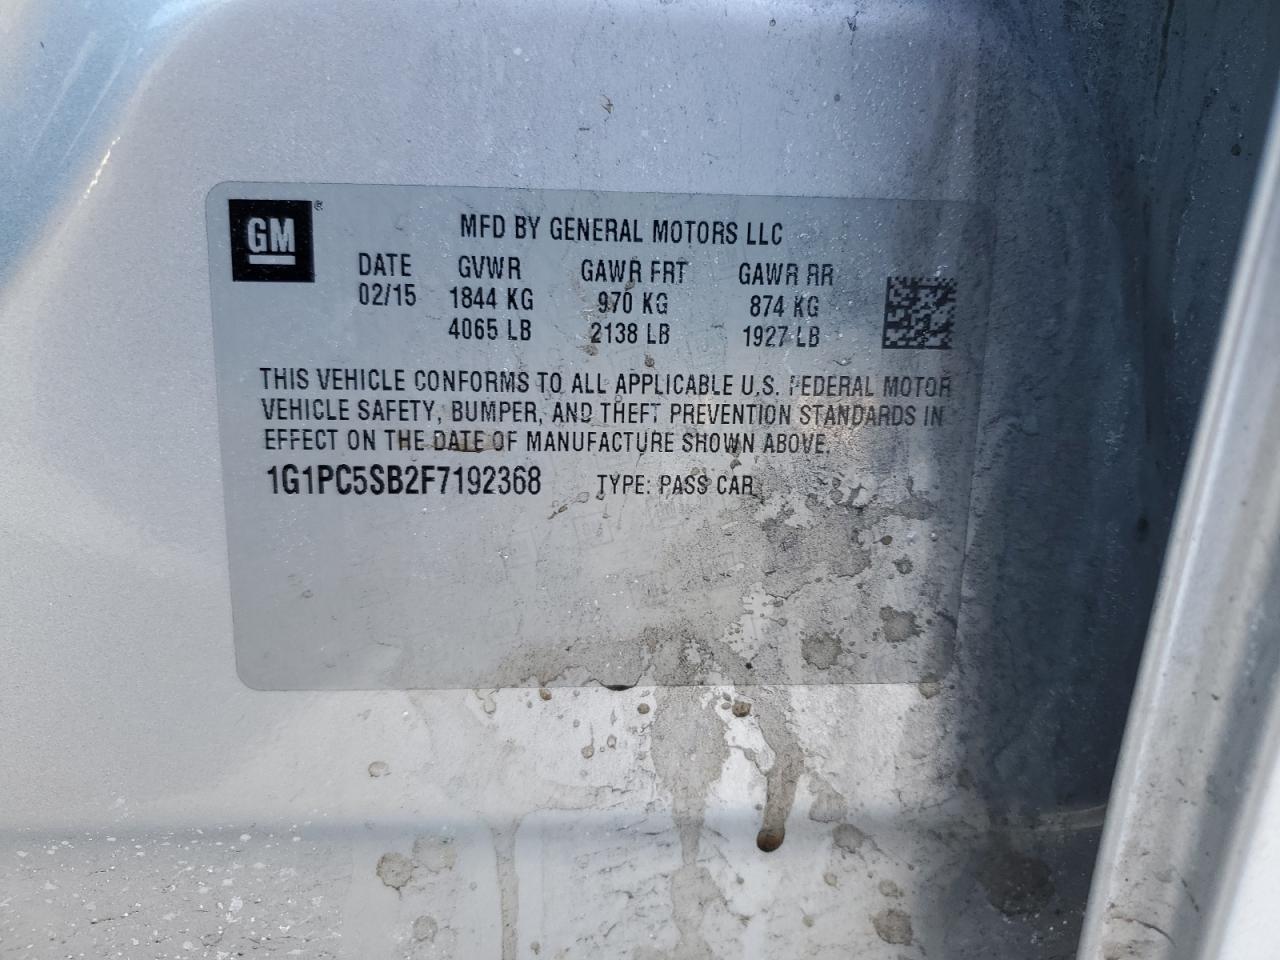 GM®
MFD BY GENERAL MOTORS LLC
DATE GVWR GAWR FRT GAWR RR
02/15 1844 KG 970 KG 874 KG
4065 LB 2138 LB 1927 LB
THIS VEHICLE CONFORMS TO ALL APPLICABLE U.S. FEDERAL MOTOR
VEHICLE SAFETY, BUMPER, AND THEFT PREVENTION STANDARDS IN
EFFECT ON THE DATE OF MANUFACTURE SHOWN ABOVE.
1G1PC5SB2F7192368 TYPE: PASS CAR